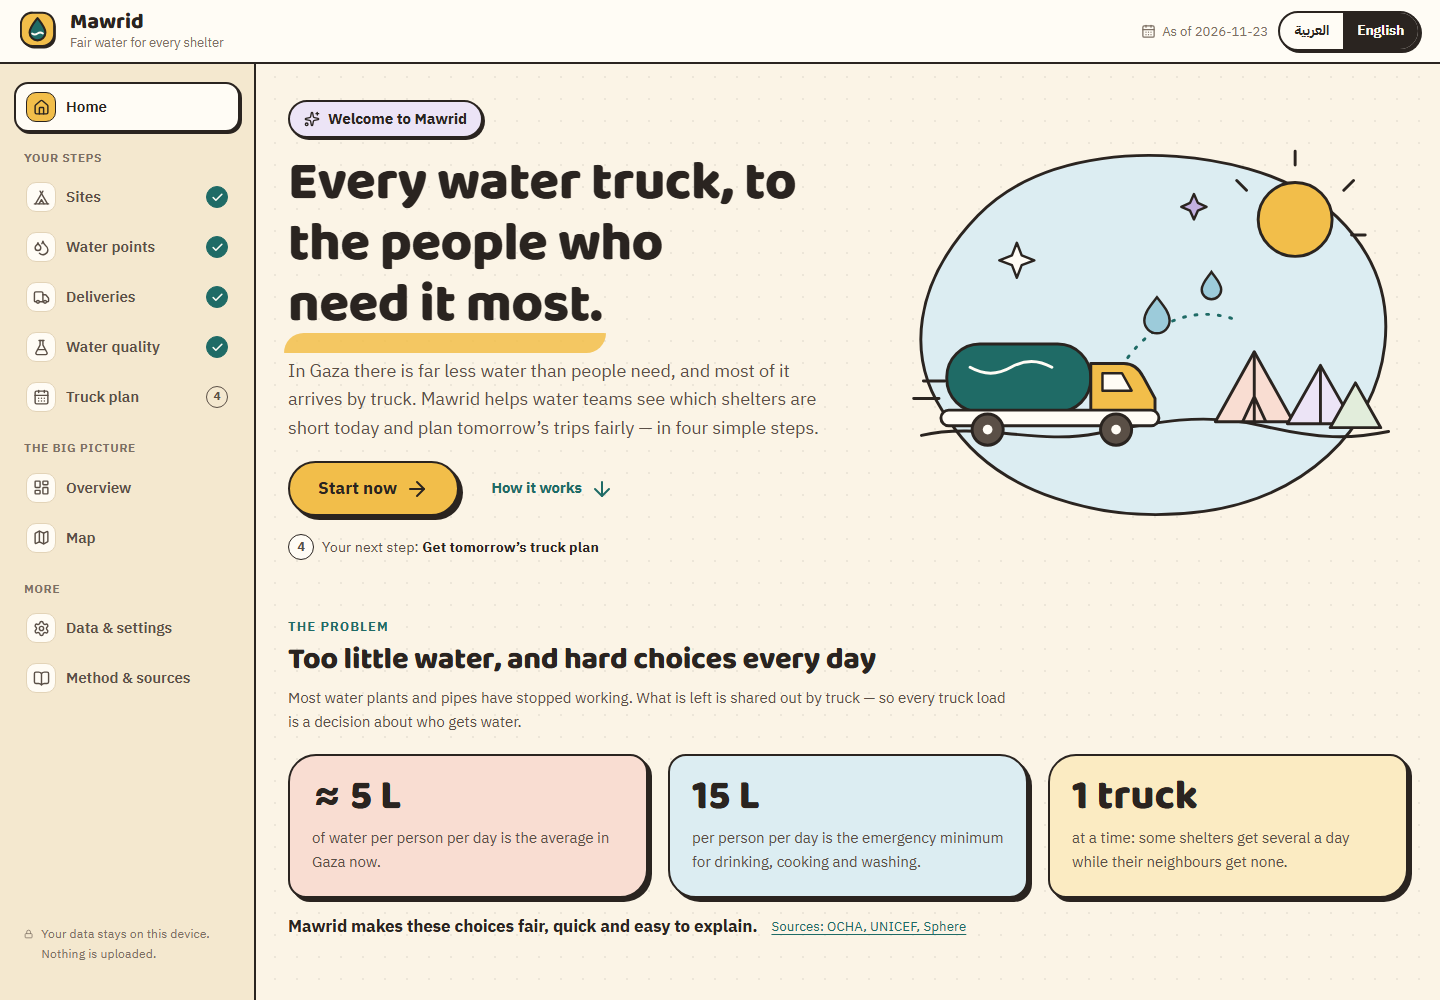 Mawrid
Fair water for every shelter
As of 2026-11-23
العربية
English
Home
YOUR STEPS
Sites
Water points
Deliveries
Water quality
Truck plan
4
THE BIG PICTURE
Overview
Map
MORE
Data & settings
Method & sources
Your data stays on this device.
Nothing is uploaded.
Welcome to Mawrid
Every water truck, to
the people who
need it most.
In Gaza there is far less water than people need, and most of it
arrives by truck. Mawrid helps water teams see which shelters are
short today and plan tomorrow’s trips fairly — in four simple steps.
Start now
How it works
4 Your next step: Get tomorrow’s truck plan
THE PROBLEM
Too little water, and hard choices every day
Most water plants and pipes have stopped working. What is left is shared out by truck — so every truck load
is a decision about who gets water.
≈ 5 L
of water per person per day is the average in
Gaza now.
15 L
per person per day is the emergency minimum
for drinking, cooking and washing.
1 truck
at a time: some shelters get several a day
while their neighbours get none.
Mawrid makes these choices fair, quick and easy to explain.
Sources: OCHA, UNICEF, Sphere